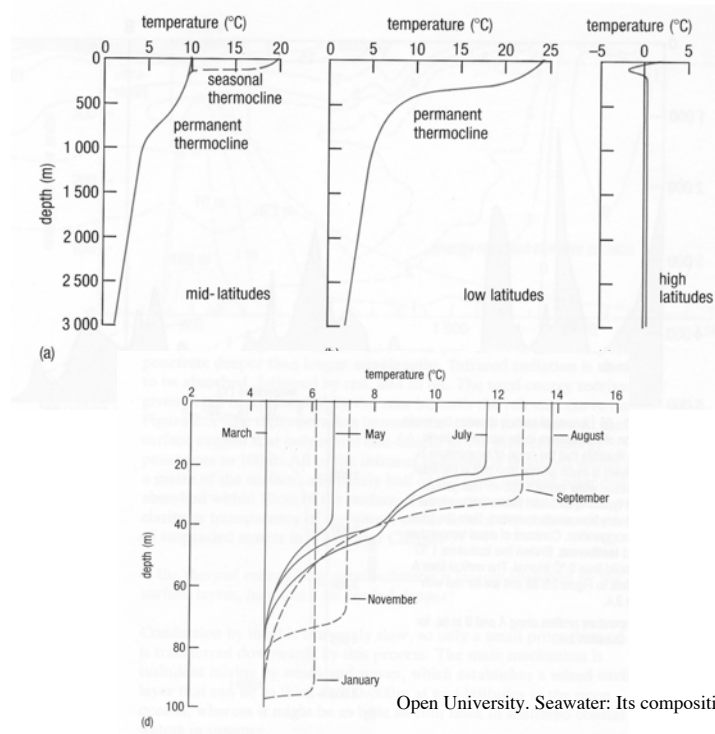 temperature (°C)
0 5 10 15 20
0
500
1 000
1 500
2 000
2 500
3 000
depth (m)
seasonal
thermocline
permanent
thermocline
mid-latitudes
(a)
temperature (°C)
0 5 10 15 20 25
permanent
thermocline
low latitudes
temperature (°C)
−5 0 5
high
latitudes
temperature (°C)
2 4 6 8 10 12 14 16
0
20
40
60
80
100
depth (m)
March
May
July
August
September
November
January
(d)
Open University. Seawater: Its compositi